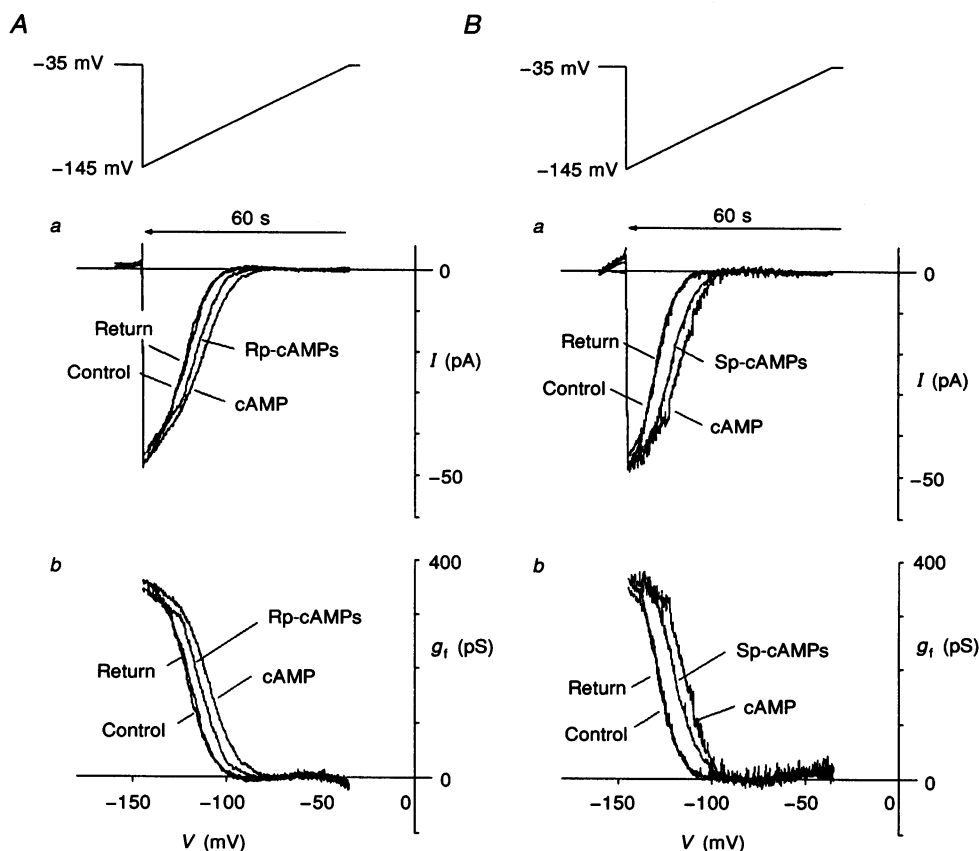 A
−35 mV
−145 mV
a
60 s
0
Return
Rp-cAMPs
Control
cAMP
I (pA)
−50
b
400
Rp-cAMPs
gf (pS)
Return
cAMP
Control
0
−150
−100
−50
0
V (mV)
B
−35 mV
−145 mV
a
60 s
0
Return
Sp-cAMPs
Control
I (pA)
cAMP
−50
b
400
Sp-cAMPs
gf (pS)
Return
cAMP
Control
0
−150
−100
−50
0
V (mV)